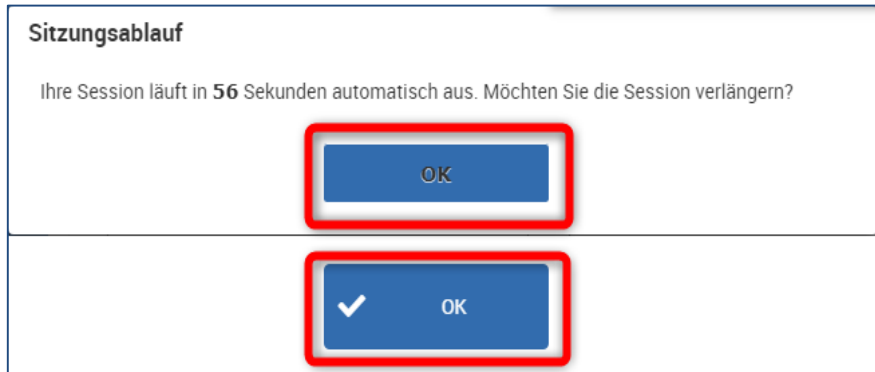 Sitzungsablauf
Ihre Session läuft in 56 Sekunden automatisch aus. Möchten Sie die Session verlängern?
OK
OK